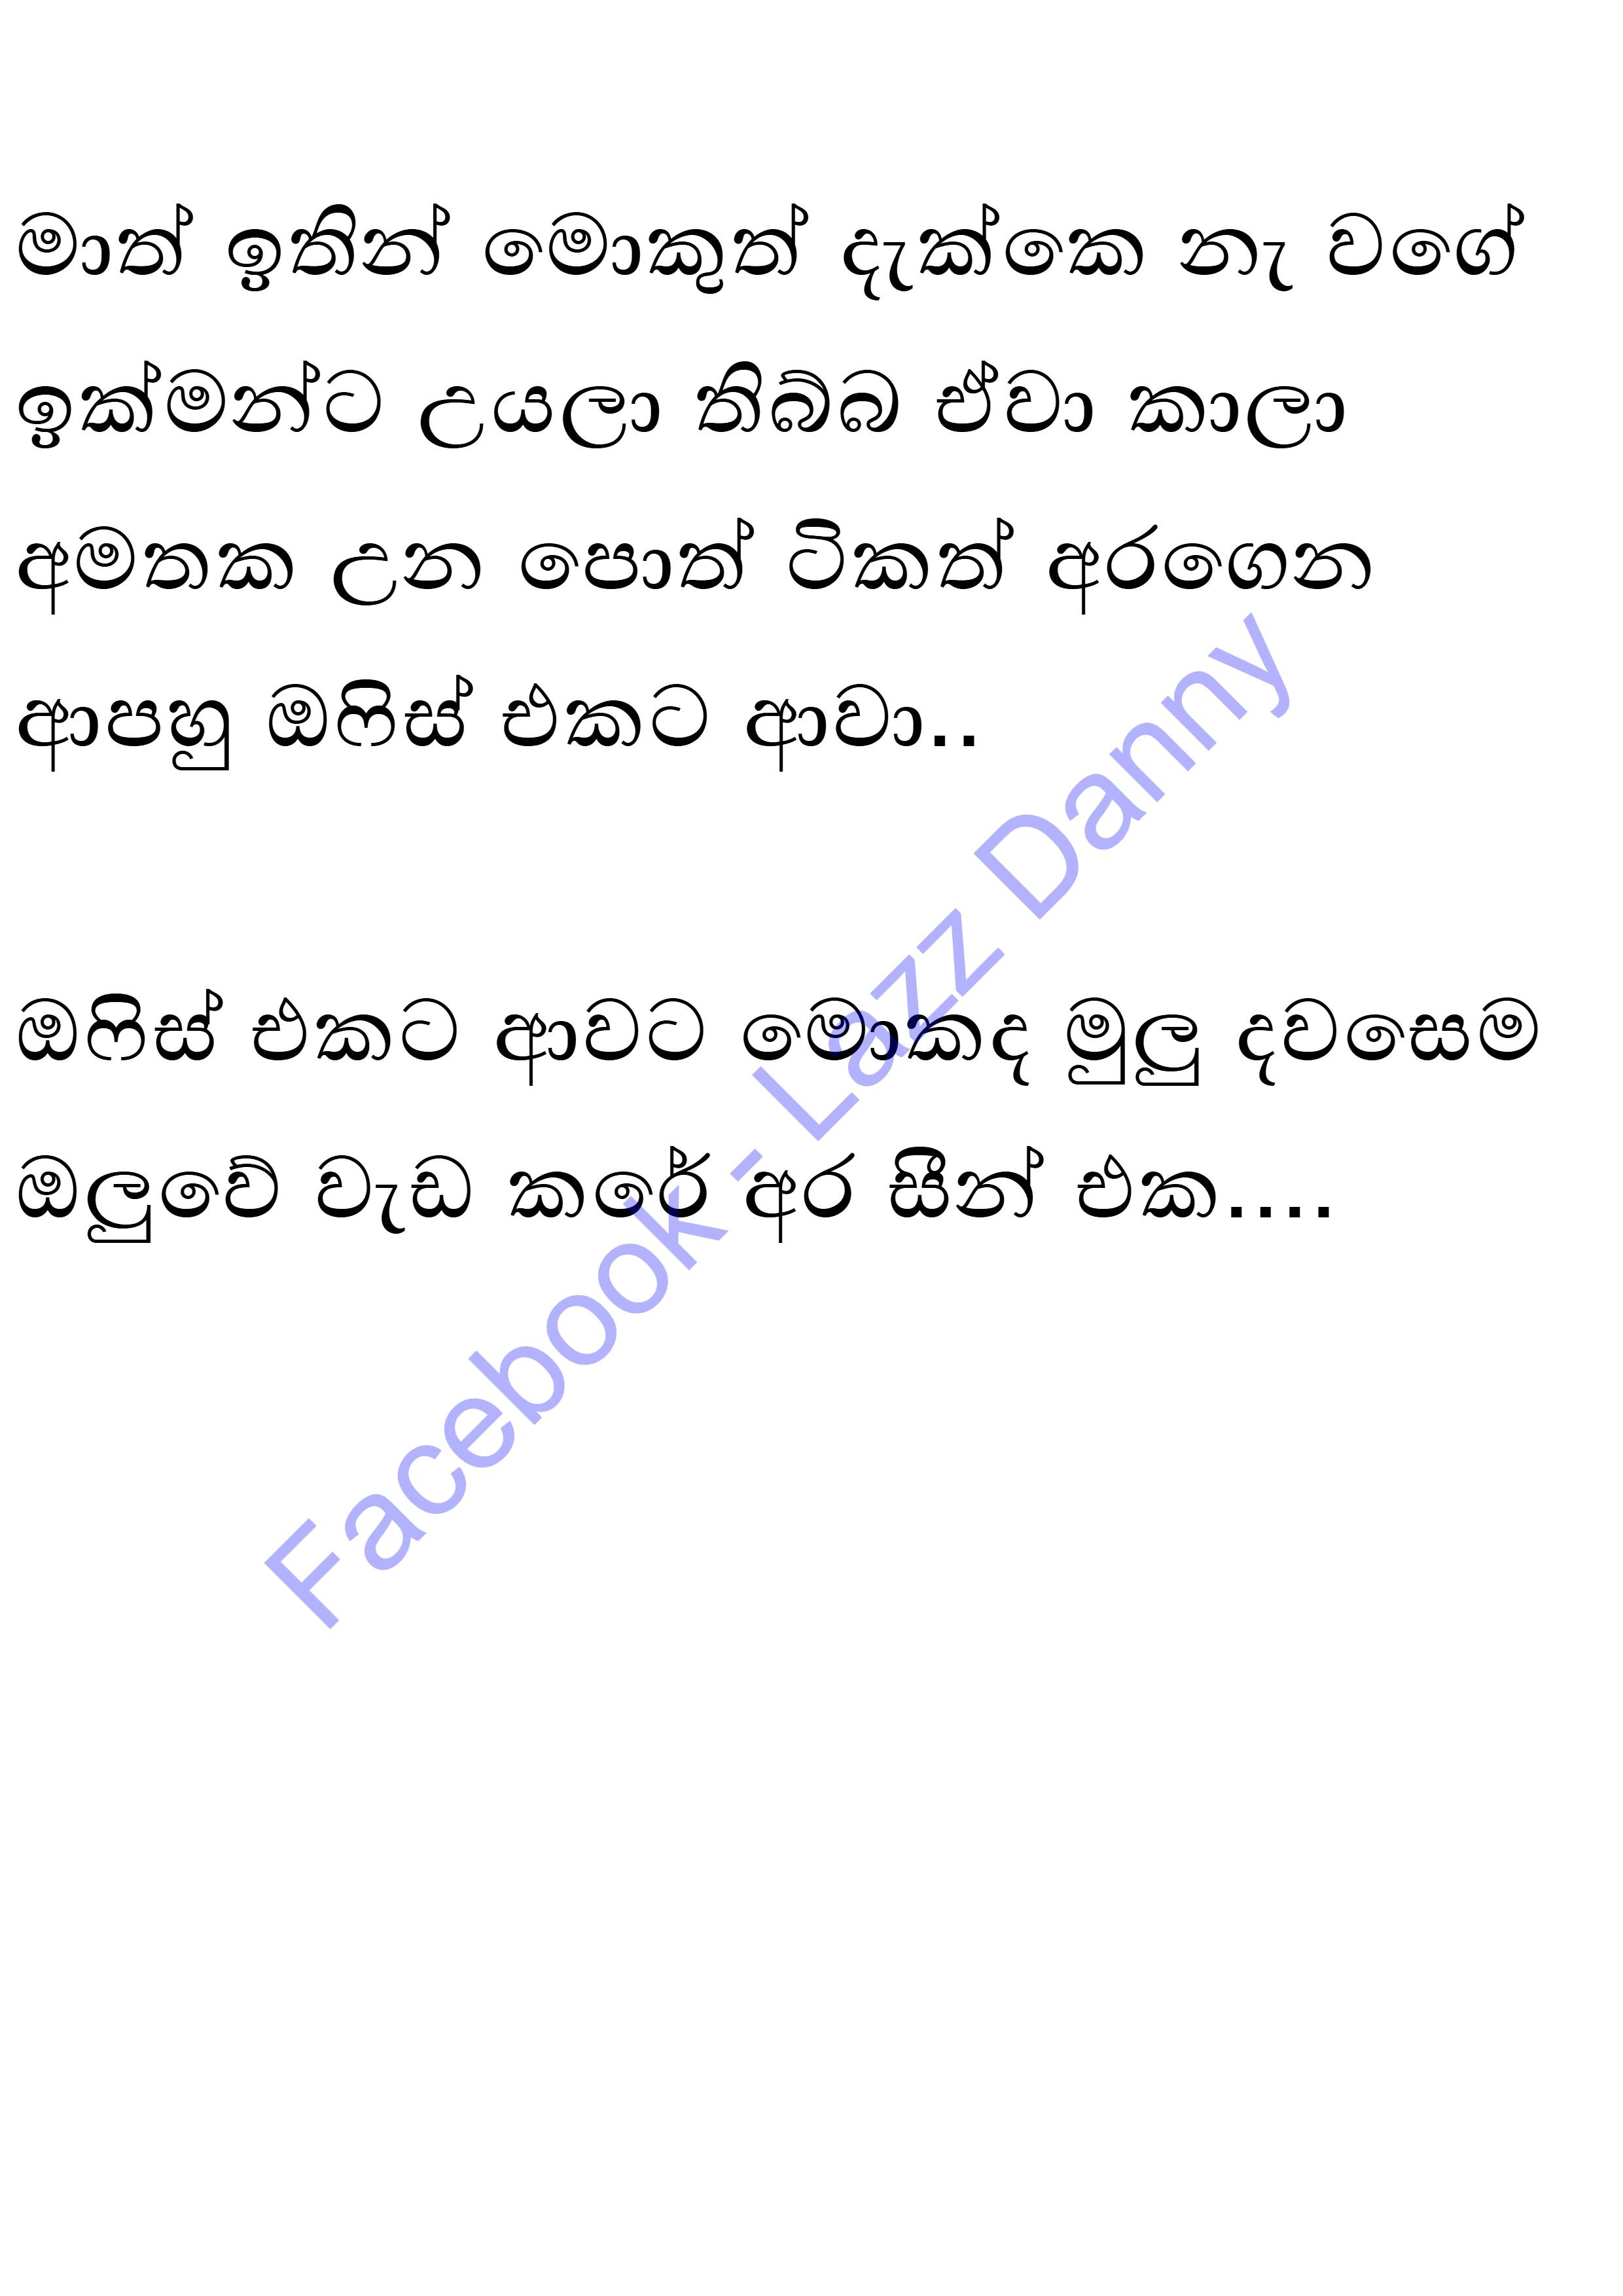 මාත් ඉතින් මොකුත් දැක්කෙ නැ වගේ
ඉක්මන්ට උයලා තිබ්බ ඒවා කාලා
අමතක උන පොත් ටිකත් අරගෙන
ආපහු ඔෆිස් එකට ආවා..
ඔෆිස් එකට ආවට මොකද මුලු දවසෙම
ඔලුවේ වැඩ කරේ අර සීන් එක....
Facebook - Lazz Danny